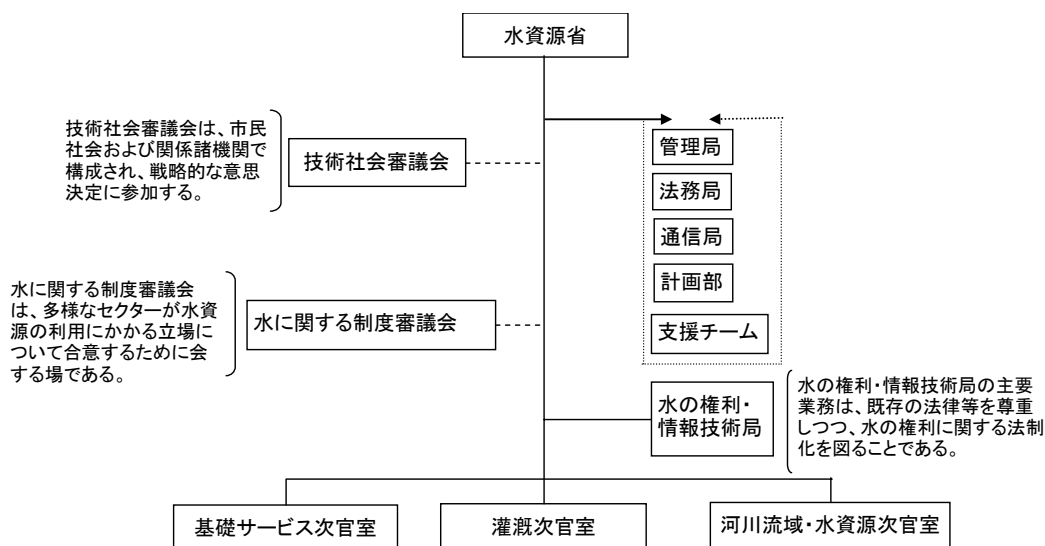 水資源省
技術社会審議会は、市民
社会および関係諸機関で
構成され、戦略的な意思
決定に参加する。
技術社会審議会
管理局
法務局
通信局
計画部
支援チーム
水に関する制度審議会
は、多様なセクターが水資
源の利用にかかる立場に
ついて合意するために会
する場である。
水に関する制度審議会
水の権利・
情報技術局
水の権利・情報技術局の主要
業務は、既存の法律等を尊重
しつつ、水の権利に関する法制
化を図ることである。
基礎サービス次官室
灌漑次官室
河川流域・水資源次官室